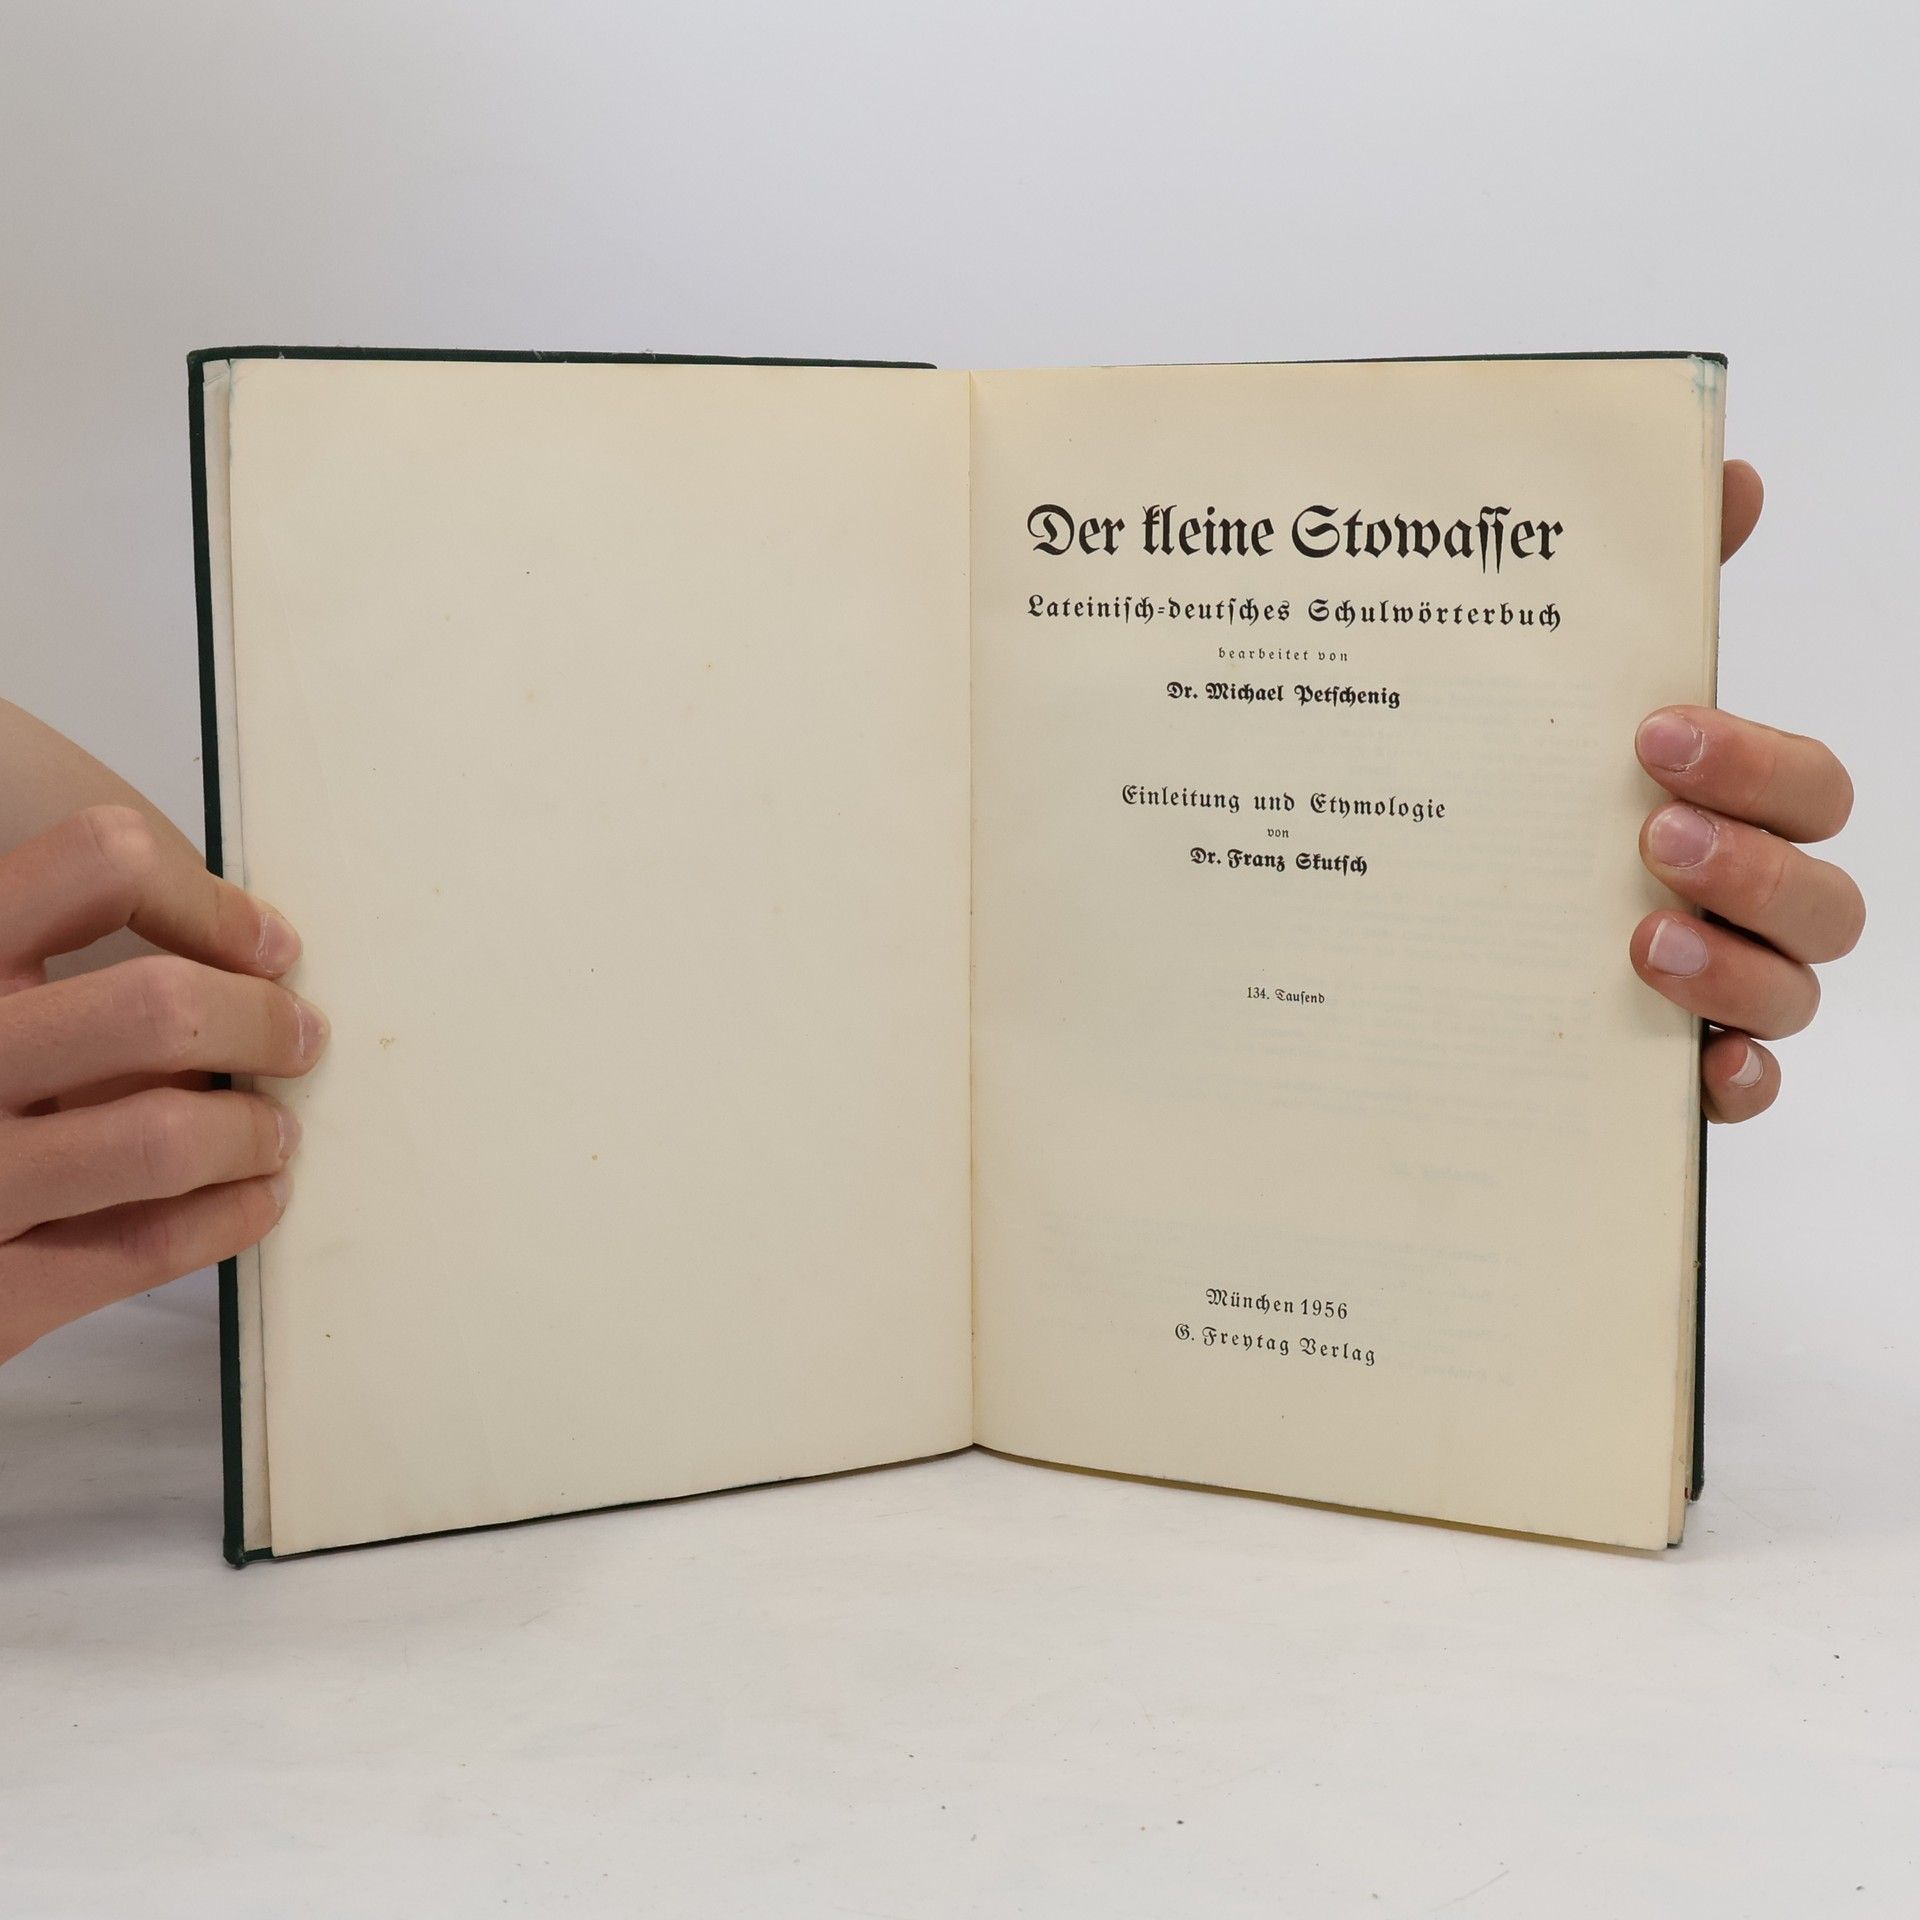 Der kleine Stowasser
Lateinisch-deutsches Schulwörterbuch
bearbeitet von
Dr. Michael Petschenig
Einleitung und Etymologie
von
Dr. Franz Skutsch
134. Tausend
München 1956
G. Freytag Verlag